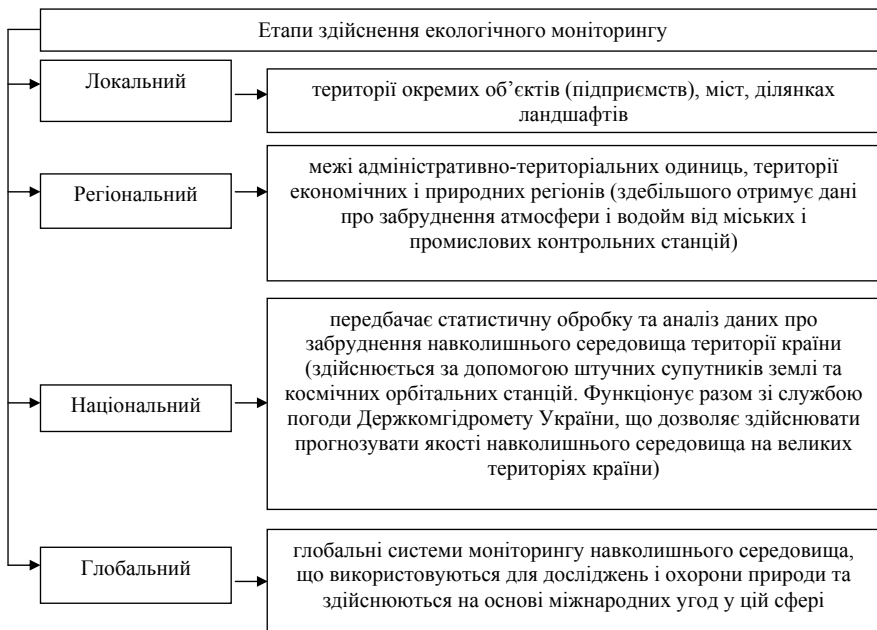 Етапи здійснення екологічного моніторингу
Локальний
території окремих об’єктів (підприємств), міст, ділянках
ландшафтів
Регіональний
межі адміністративно-територіальних одиниць, території
економічних і природних регіонів (здебільшого отримує дані
про забруднення атмосфери і водойм від міських і
промислових контрольних станцій)
Національний
передбачає статистичну обробку та аналіз даних про
забруднення навколишнього середовища території країни
(здійснюється за допомогою штучних супутників землі та
космічних орбітальних станцій. Функціонує разом зі службою
погоди Держкомгідромету України, що дозволяє здійснювати
прогнозувати якості навколишнього середовища на великих
територіях країни)
Глобальний
глобальні системи моніторингу навколишнього середовища,
що використовуються для досліджень і охорони природи та
здійснюються на основі міжнародних угод у цій сфері